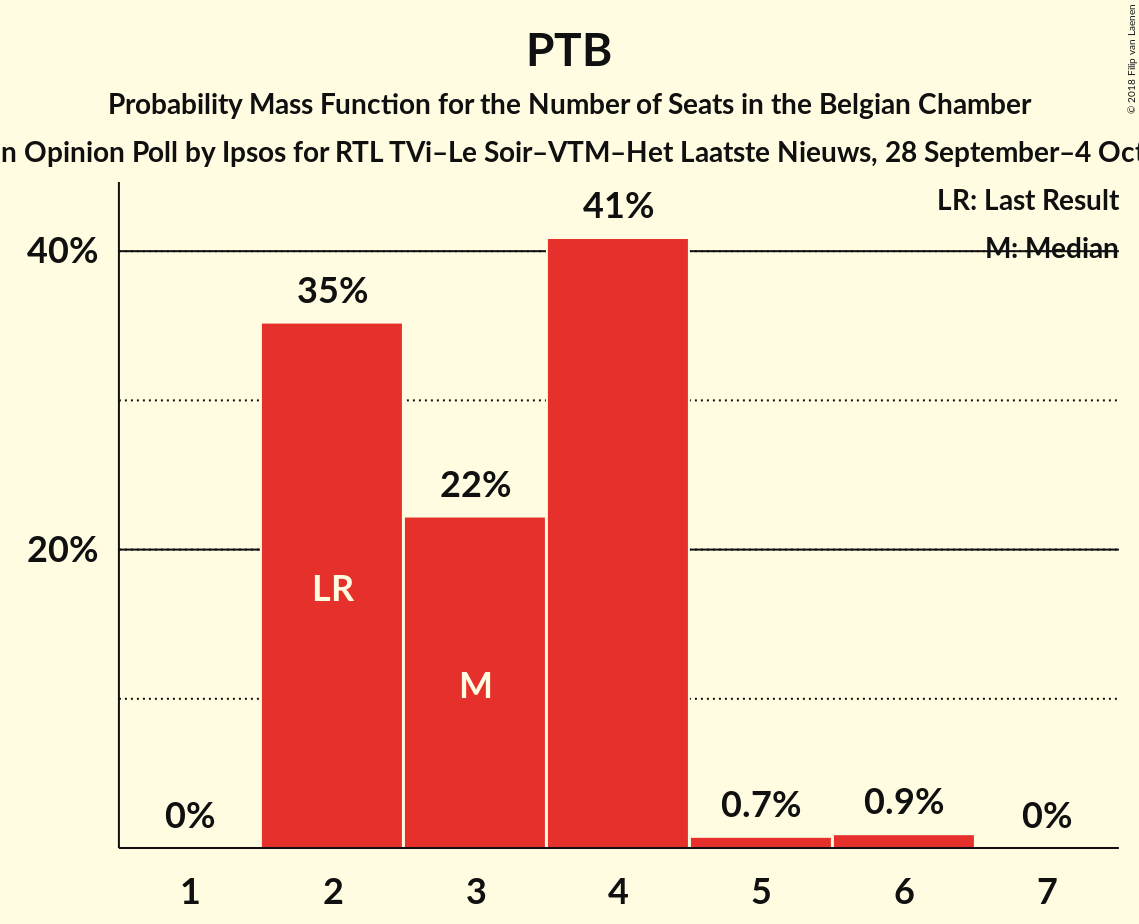 PTB
Probability Mass Function for the Number of Seats in the Belgian Chamber
n Opinion Poll by Ipsos for RTL TVi–Le Soir–VTM–Het Laatste Nieuws, 28 September–4 Oct
© 2018 Filip van Laenen
LR: Last Result
M: Median
40%
20%
0%
35%
22%
41%
0.7%
0.9%
0%
LR
M
1 2 3 4 5 6 7